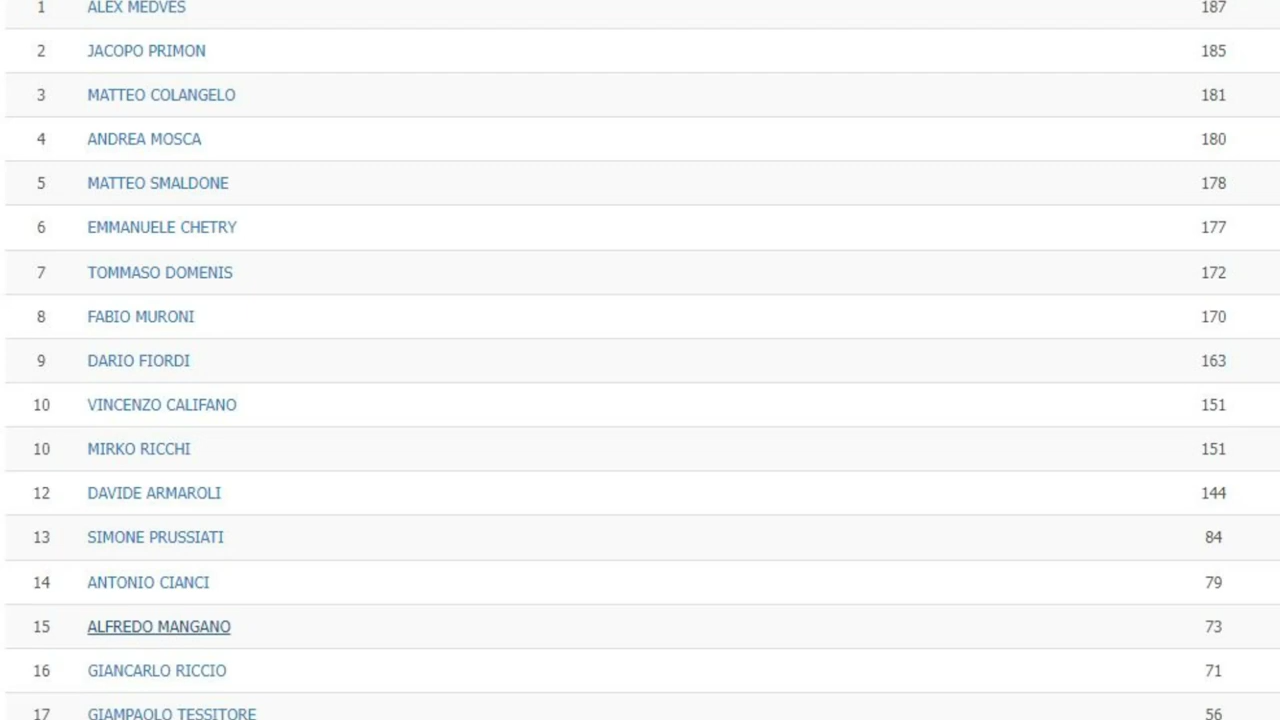 1 ALEX MEDVES 187
2 JACOPO PRIMON 185
3 MATTEO COLANGELO 181
4 ANDREA MOSCA 180
5 MATTEO SMALDONE 178
6 EMMANUELE CHETRY 177
7 TOMMASO DOMENIS 172
8 FABIO MURONI 170
9 DARIO FIORDI 163
10 VINCENZO CALIFANO 151
10 MIRKO RICCHI 151
12 DAVIDE ARMAROLI 144
13 SIMONE PRUSSIATI 84
14 ANTONIO CIANCI 79
15 ALFREDO MANGANO 73
16 GIANCARLO RICCIO 71
17 GIAMPAOLO TESSITORE 56